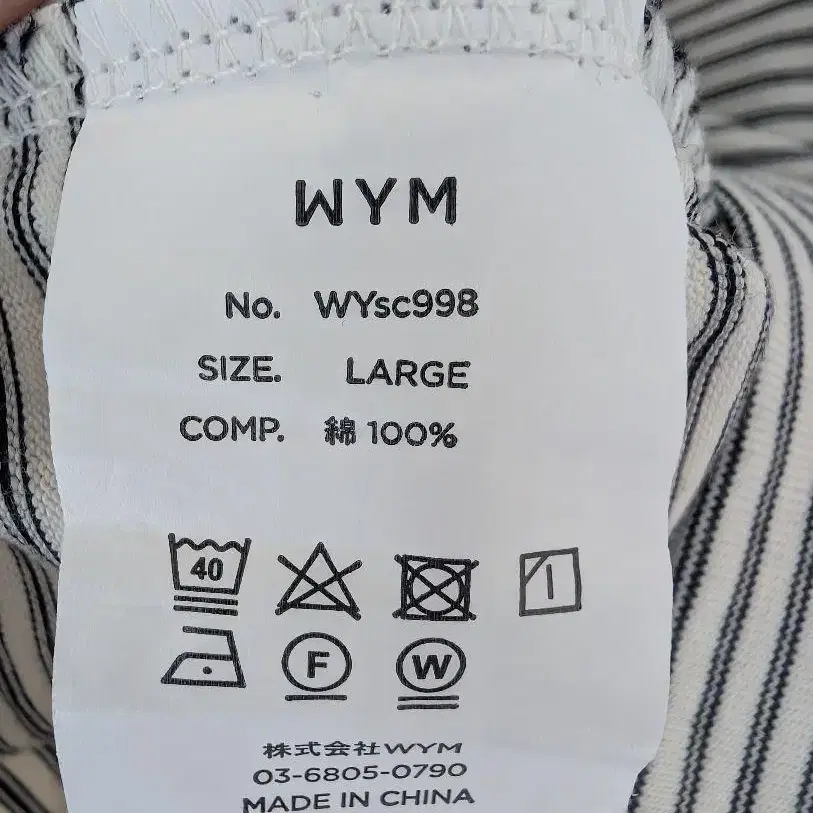 WYM
No. WYsc998
SIZE. LARGE
COMP. 綿 100%
40
F W
株式会社WYM
03-6805-0790
MADE IN CHINA